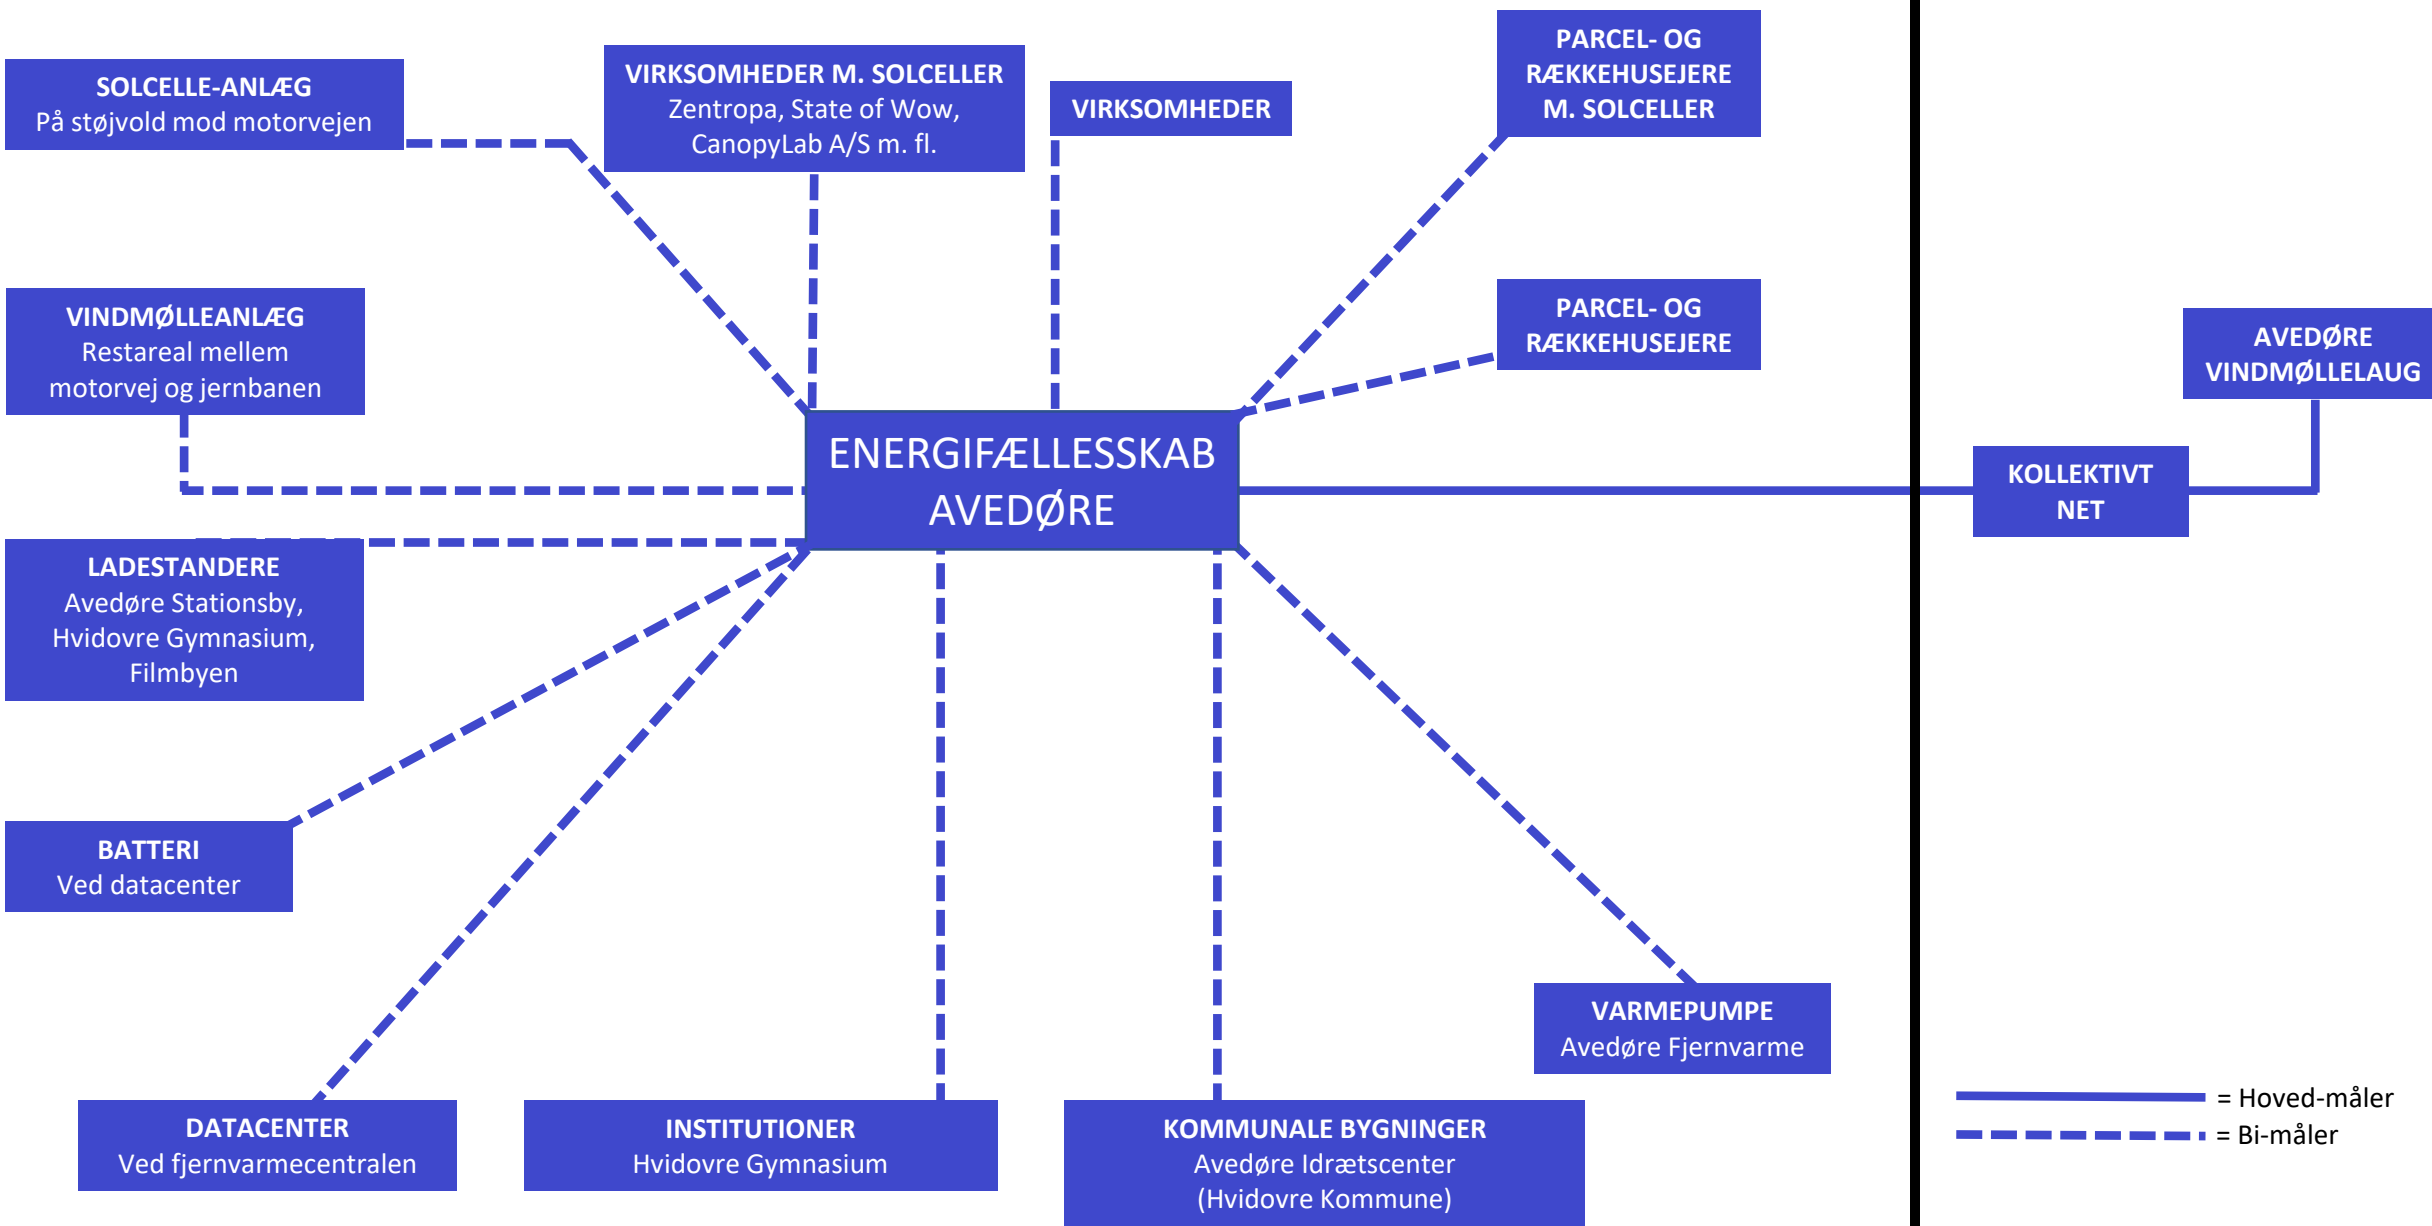 SOLCELLE-ANLÆG
På støjvold mod motorvejen
VIRKSOMHEDER M. SOLCELLER
Zentropa, State of Wow,
CanopyLab A/S m. fl.
VIRKSOMHEDER
PARCEL- OG
RÆKKEHUSEJERE
M. SOLCELLER
VINDMØLLEANLÆG
Restareal mellem
motorvej og jernbanen
PARCEL- OG
RÆKKEHUSEJERE
AVEDØRE
VINDMØLLELAUG
ENERGIFÆLLESSKAB
AVEDØRE
KOLLEKTIVT
NET
LADESTANDERE
Avedøre Stationsby,
Hvidovre Gymnasium,
Filmbyen
BATTERI
Ved datacenter
VARMEPUMPE
Avedøre Fjernvarme
DATACENTER
Ved fjernvarmecentralen
INSTITUTIONER
Hvidovre Gymnasium
KOMMUNALE BYGNINGER
Avedøre Idrætscenter
(Hvidovre Kommune)
= Hoved-måler
= Bi-måler